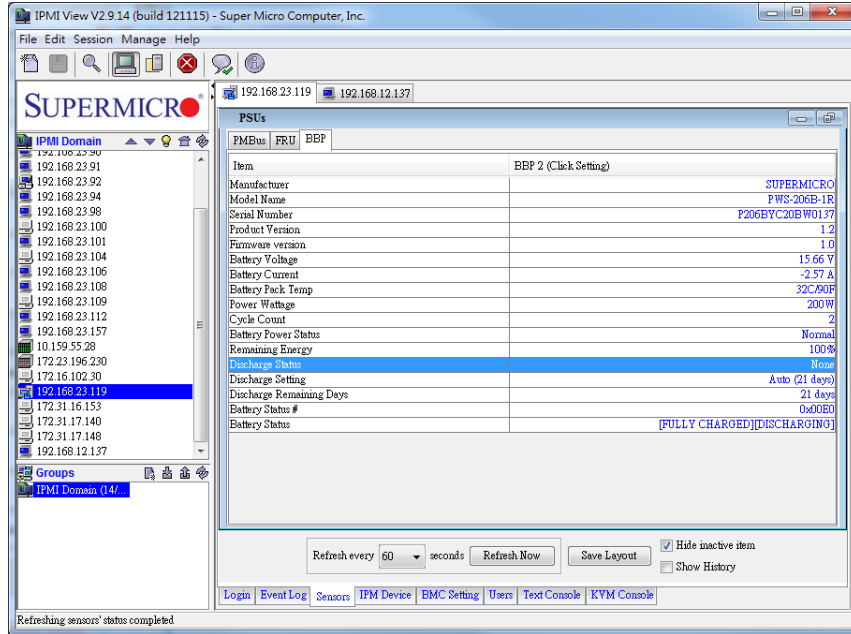 IPMI View V2.9.14 (build 121115) - Super Micro Computer, Inc.
File Edit Session Manage Help
SUPERMICRO
IPMI Domain
192.168.23.90
192.168.23.91
192.168.23.92
192.168.23.94
192.168.23.98
192.168.23.100
192.168.23.101
192.168.23.104
192.168.23.106
192.168.23.108
192.168.23.109
192.168.23.112
192.168.23.157
10.159.55.28
172.23.196.230
172.16.102.30
192.168.23.119
172.31.16.153
172.31.17.140
172.31.17.148
192.168.12.137
Groups
IPMI Domain (14/...
192.168.23.119 192.168.12.137
PSUs
PMBus FRU BBP
Item BBP 2 (Click Setting)
Manufacturer SUPERMICRO
Model Name PWS-206B-1R
Serial Number P206BYC20BW0137
Product Version 1.2
Firmware version 1.0
Battery Voltage 15.66 V
Battery Current -2.57 A
Battery Pack Temp 32C/90F
Power Wattage 200 W
Cycle Count 2
Battery Power Status Normal
Remaining Energy 100%
Discharge Status None
Discharge Setting Auto (21 days)
Discharge Remaining Days 21 days
Battery Status # 0x00E0
Battery Status [FULLY CHARGED][DISCHARGING]
Refresh every 60 seconds Refresh Now Save Layout
Hide inactive item
Show History
Login Event Log Sensors IPM Device BMC Setting Users Text Console KVM Console
Refreshing sensors' status completed